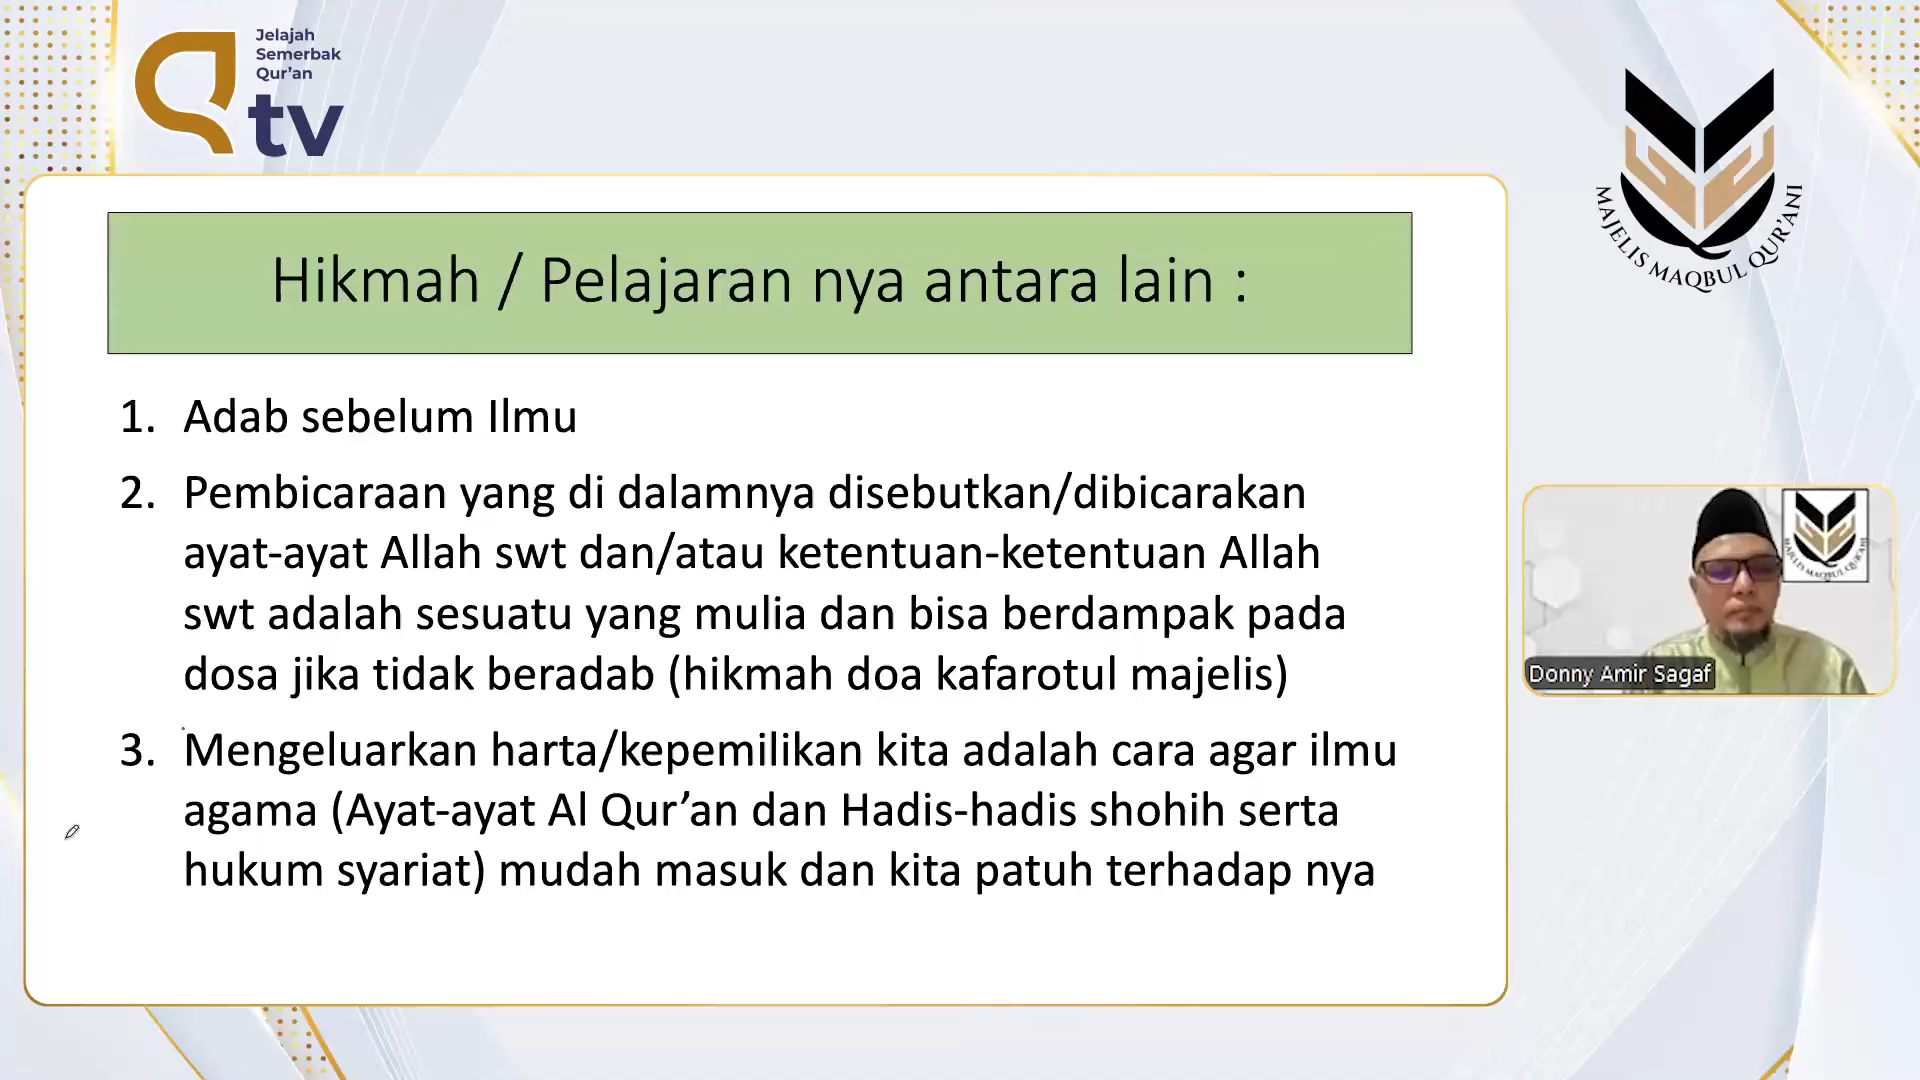 Jelajah
Semerbak
Qur'an
tv
MAJELIS MAQBUL QUR'ANI
Hikmah / Pelajaran nya antara lain :
1. Adab sebelum Ilmu
2. Pembicaraan yang di dalamnya disebutkan/dibicarakan
ayat-ayat Allah swt dan/atau ketentuan-ketentuan Allah
swt adalah sesuatu yang mulia dan bisa berdampak pada
dosa jika tidak beradab (hikmah doa kafarotul majelis)
3. Mengeluarkan harta/kepemilikan kita adalah cara agar ilmu
agama (Ayat-ayat Al Qur’an dan Hadis-hadis shohih serta
hukum syariat) mudah masuk dan kita patuh terhadap nya
MAJELIS MAQBUL QUR'ANI
Donny Amir Sagaf